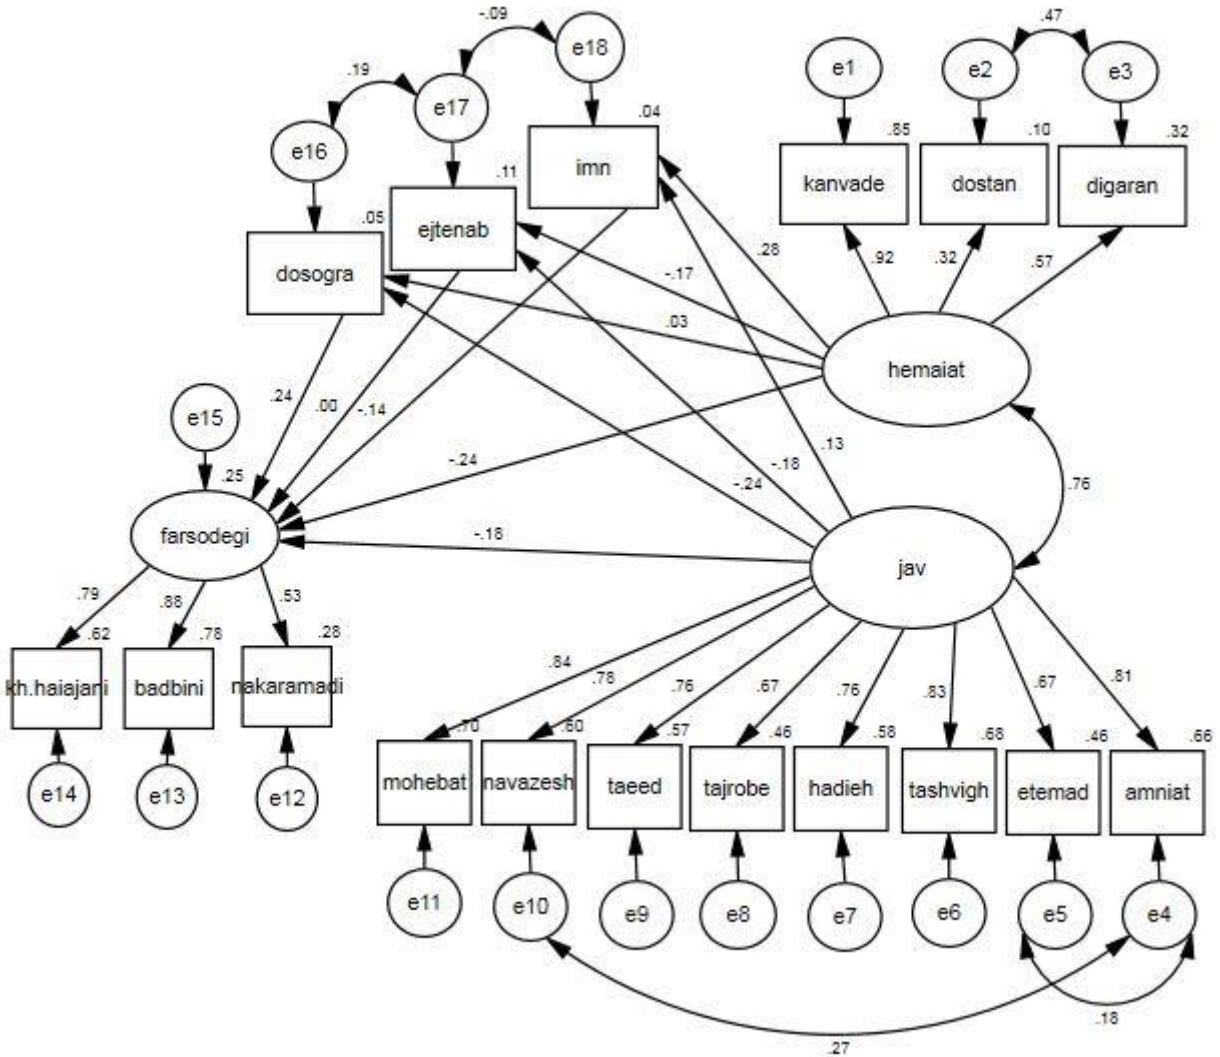 -.09
.47
e18
e1
e2
e3
.19
e17
.04
e16
.85
.10
.32
imn
kanvade
dostan
digaran
.11
.05
ejtenab
dosogra
.28
.92
.32
.57
-.17
.03
hemaiat
.24
.00
-.14
e15
-.24
.13
-.18
.25
-.24
.76
farsodegi
-.18
jav
.79
.88
.53
.62
.78
.28
.84
.78
.76
.67
.76
.83
.67
.81
kh.haiajani
badbini
nakaramadi
.70
.60
.57
.46
.58
.68
.46
.66
mohebat
navazesh
taeed
tajrobe
hadieh
tashvigh
etemad
amniat
e14
e13
e12
e11
e10
e9
e8
e7
e6
e5
e4
.18
.27